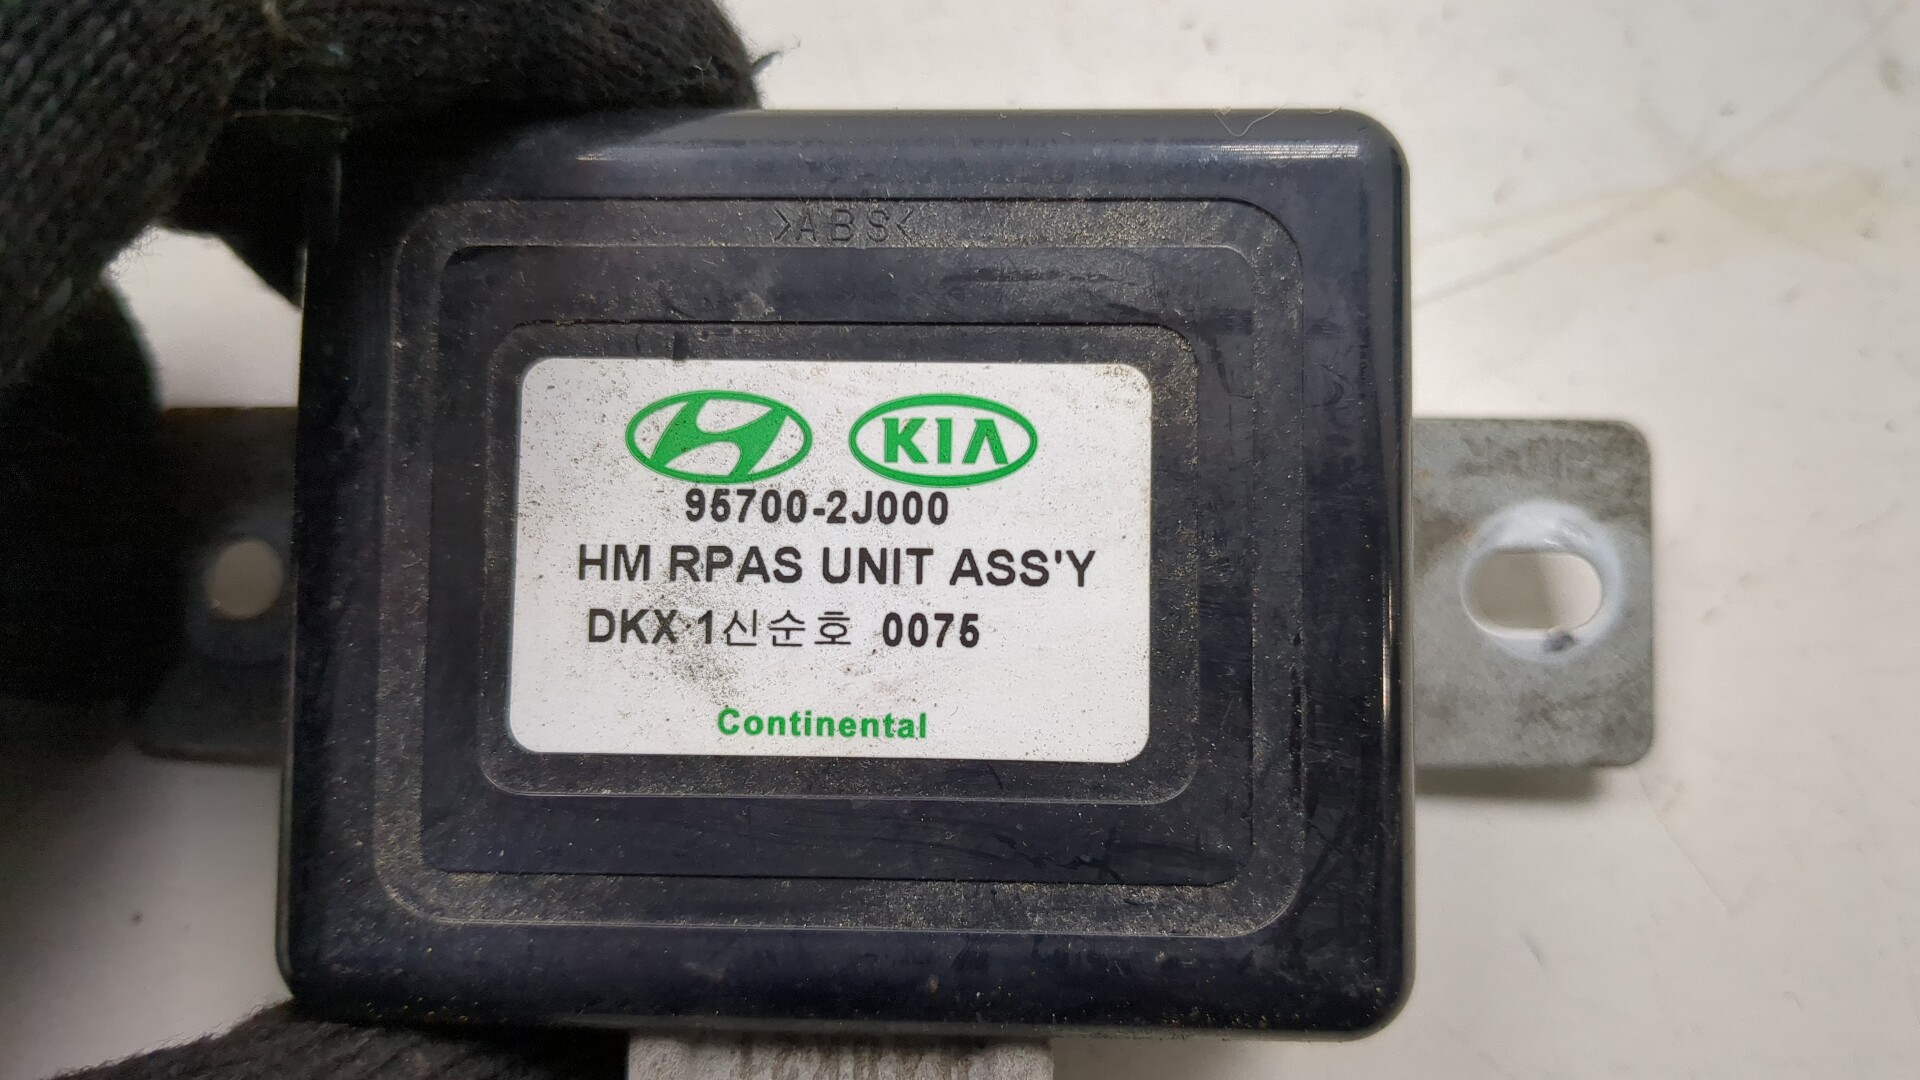 >ABS<
KIA
95700-2J000
HM RPAS UNIT ASS'Y
DKX 1신순호 0075
Continental